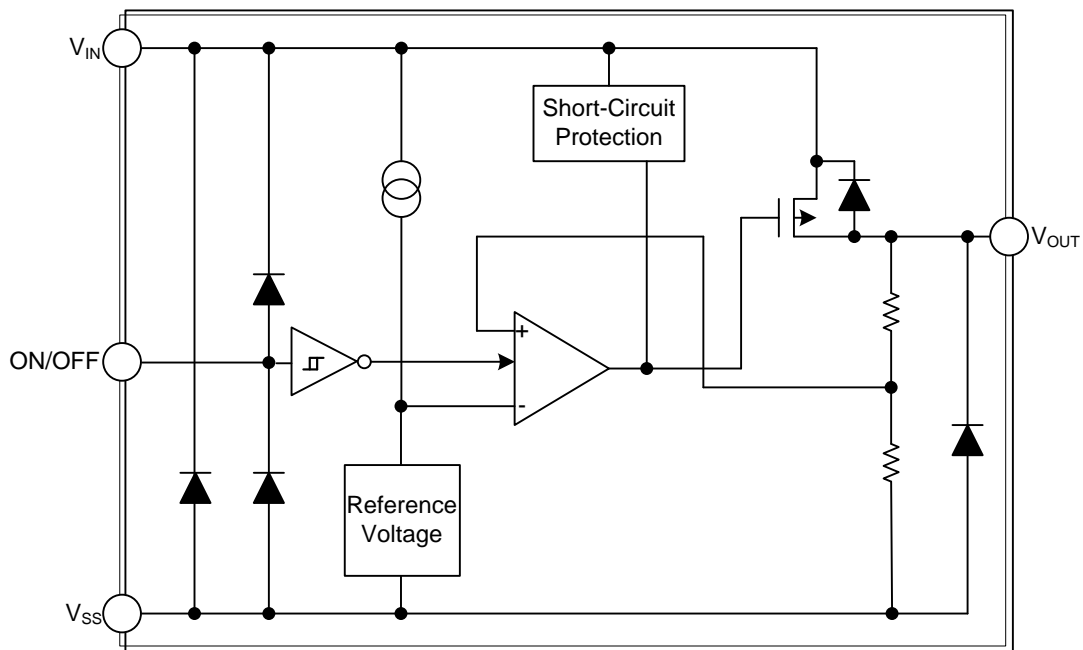 V_IN
Short-Circuit
Protection
V_OUT
+
ON/OFF
-
Reference
Voltage
V_SS